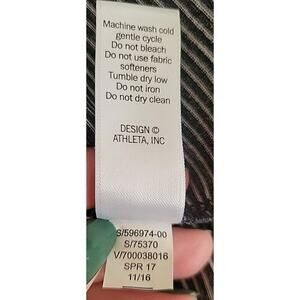 Machine wash cold
gentle cycle
Do not bleach
Do not use fabric
softeners
Tumble dry low
Do not iron
Do not dry clean
DESIGN ©
ATHLETA, INC
S/596974-00
S/75370
V/700038016
SPR 17
11/16